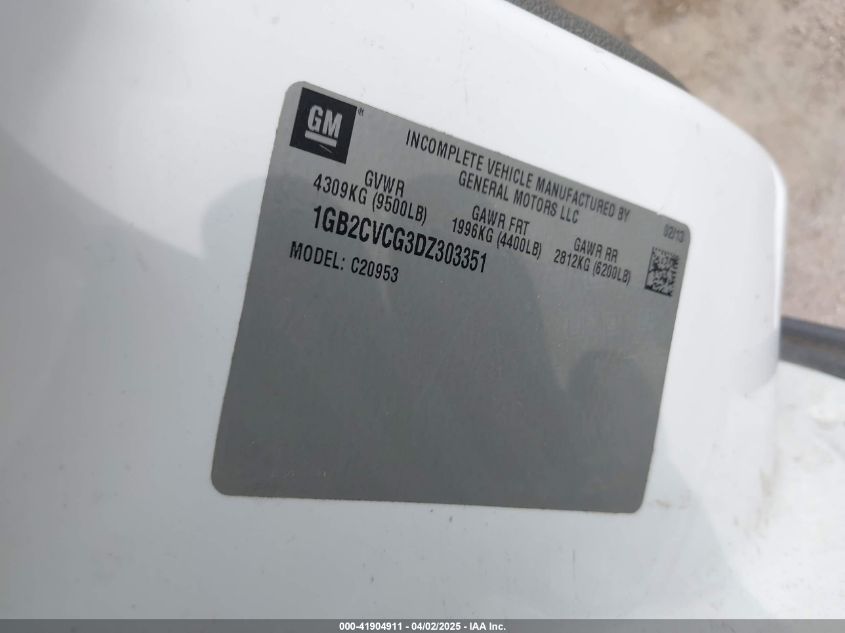 GM
INCOMPLETE VEHICLE MANUFACTURED BY
GENERAL MOTORS LLC
02/13
GVWR
GAWR FRT
GAWR RR
4309KG (9500LB)
1996KG (4400LB)
2812KG (6200LB)
1GB2CVCG3DZ303351
MODEL: C20953
000-41904911 - 04/02/2025 - IAA Inc.